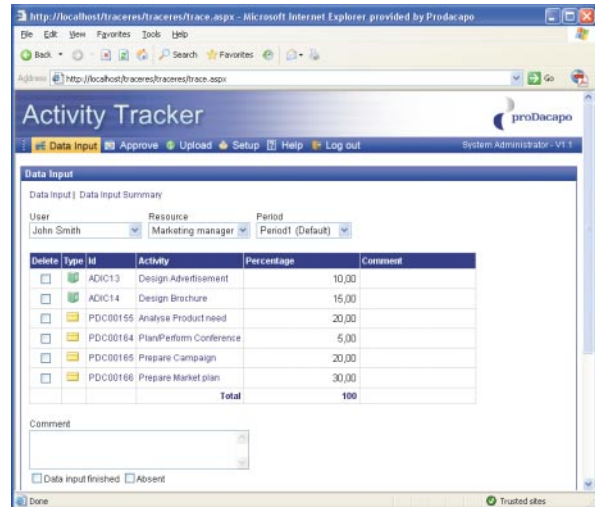 http://localhost/traceres/traceres/trace.aspx - Microsoft Internet Explorer provided by Prodacapo
File Edit View Favorites Tools Help
Back Search Favorites
Address http://localhost/traceres/traceres/trace.aspx Go
Activity Tracker proDacapo
Data Input Approve Upload Setup Help Log out System Administrator - V1.1
Data Input
Data Input | Data Input Summary
User Resource Period
John Smith Marketing manager Period1 (Default)
Delete Type Id Activity Percentage Comment
ADIC13 Design Advertisement 10,00
ADIC14 Design Brochure 15,00
PDC00155 Analyse Product need 20,00
PDC00164 Plan/Perform Conference 5,00
PDC00165 Prepare Campaign 20,00
PDC00166 Prepare Market plan 30,00
Total 100
Comment
Data input finished Absent
Done Trusted sites